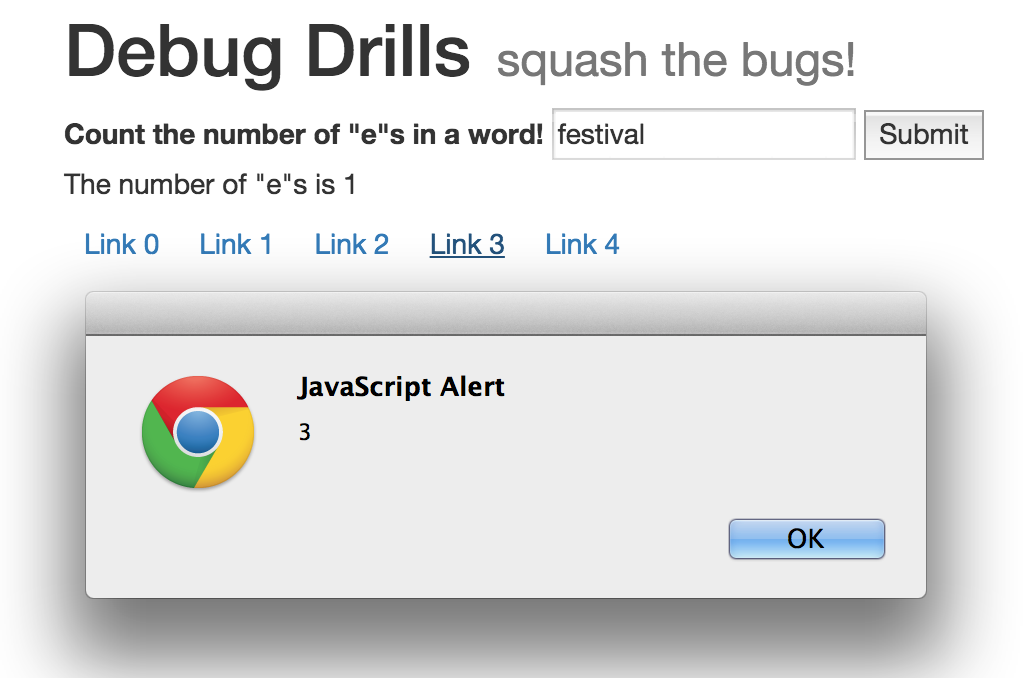 Debug Drills squash the bugs!
Count the number of "e"s in a word! festival Submit
The number of "e"s is 1
Link 0 Link 1 Link 2 Link 3 Link 4
JavaScript Alert
3
OK